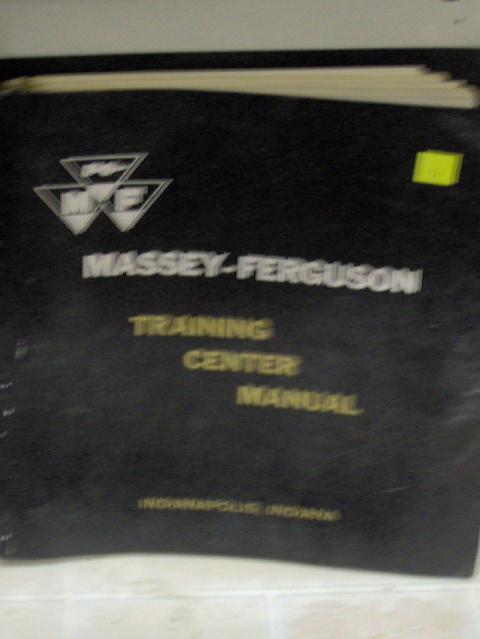 MF
MASSEY-FERGUSON
TRAINING
CENTER
MANUAL
INDIANAPOLIS, INDIANA